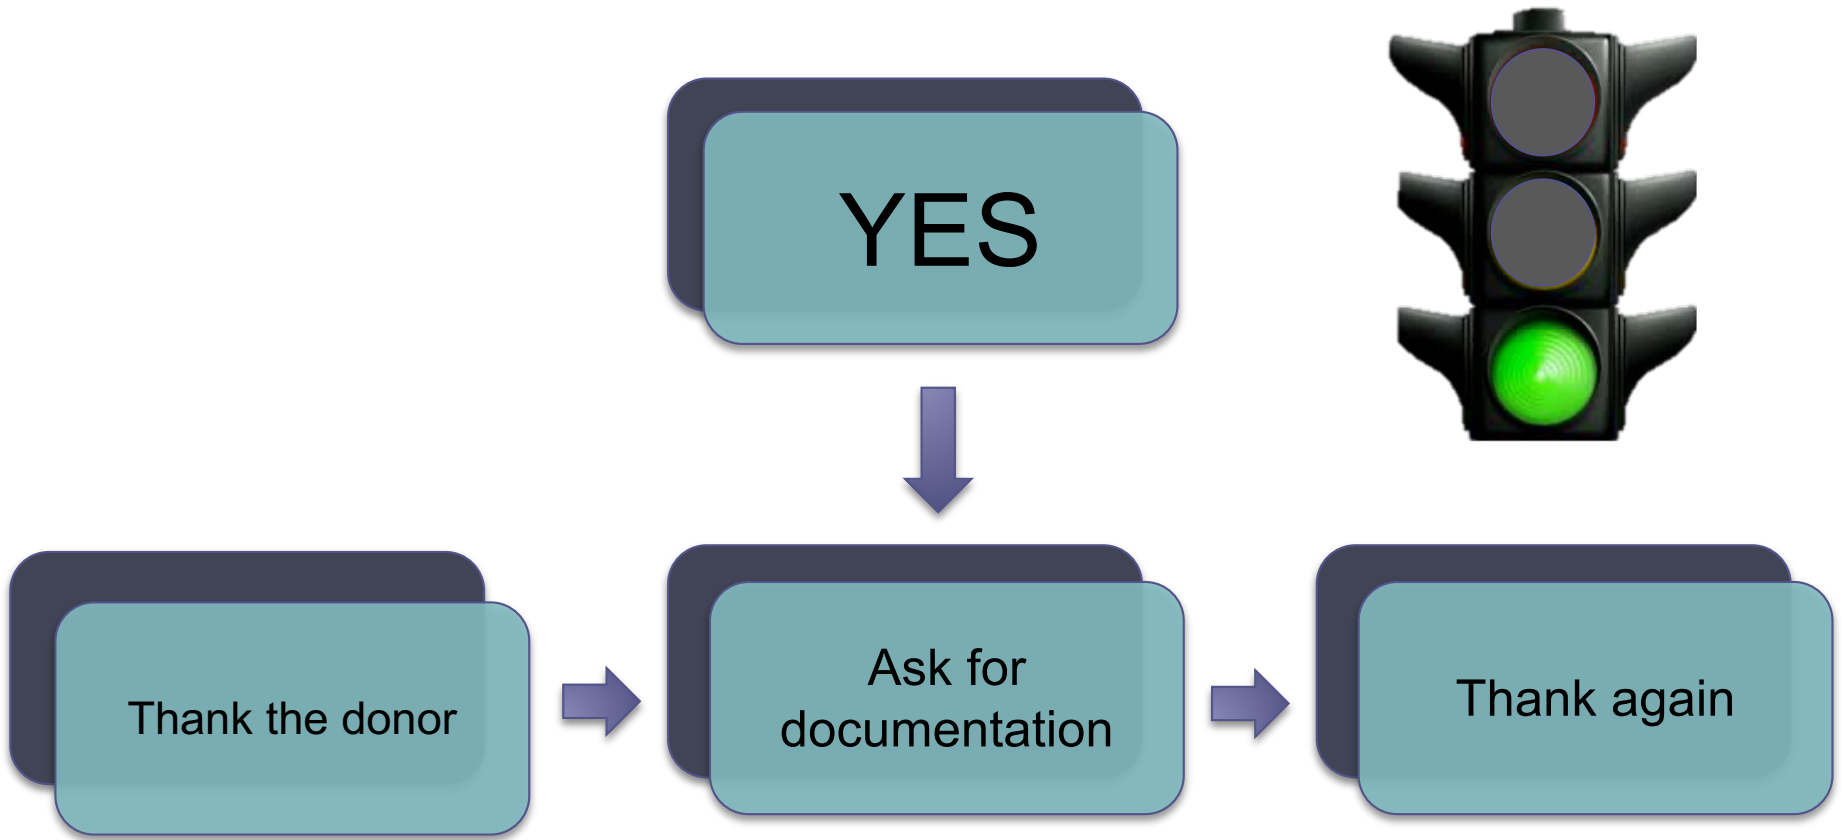 YES
Thank the donor
Ask for
documentation
Thank again